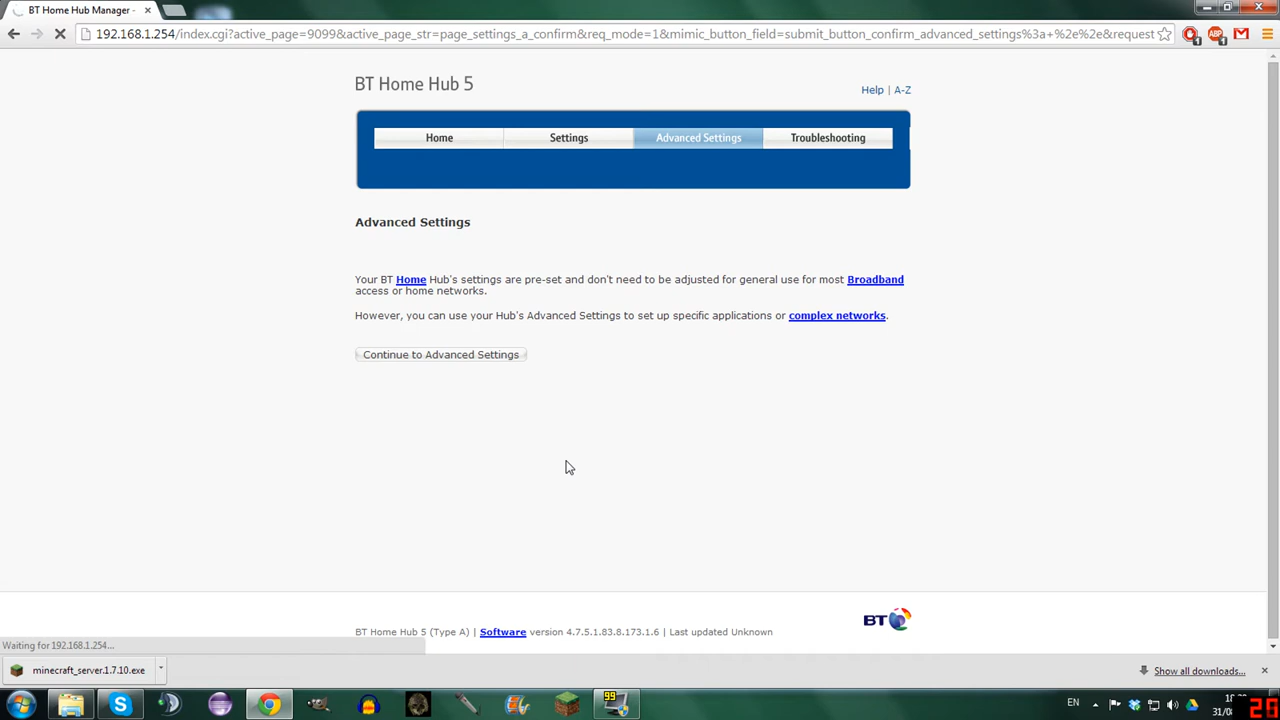 BT Home Hub Manager -
192.168.1.254/index.cgi?active_page=9099&active_page_str=page_settings_a_confirm&req_mode=1&mimic_button_field=submit_button_confirm_advanced_settings%3a+%2e%2e&request
BT Home Hub 5
Help | A-Z
Home Settings Advanced Settings Troubleshooting
Advanced Settings
Your BT Home Hub's settings are pre-set and don't need to be adjusted for general use for most Broadband
access or home networks.
However, you can use your Hub's Advanced Settings to set up specific applications or complex networks.
Continue to Advanced Settings
BT
BT Home Hub 5 (Type A) | Software version 4.7.5.1.83.8.173.1.6 | Last updated Unknown
Waiting for 192.168.1.254...
minecraft_server.1.7.10.exe
Show all downloads...
99
EN
31/08
26